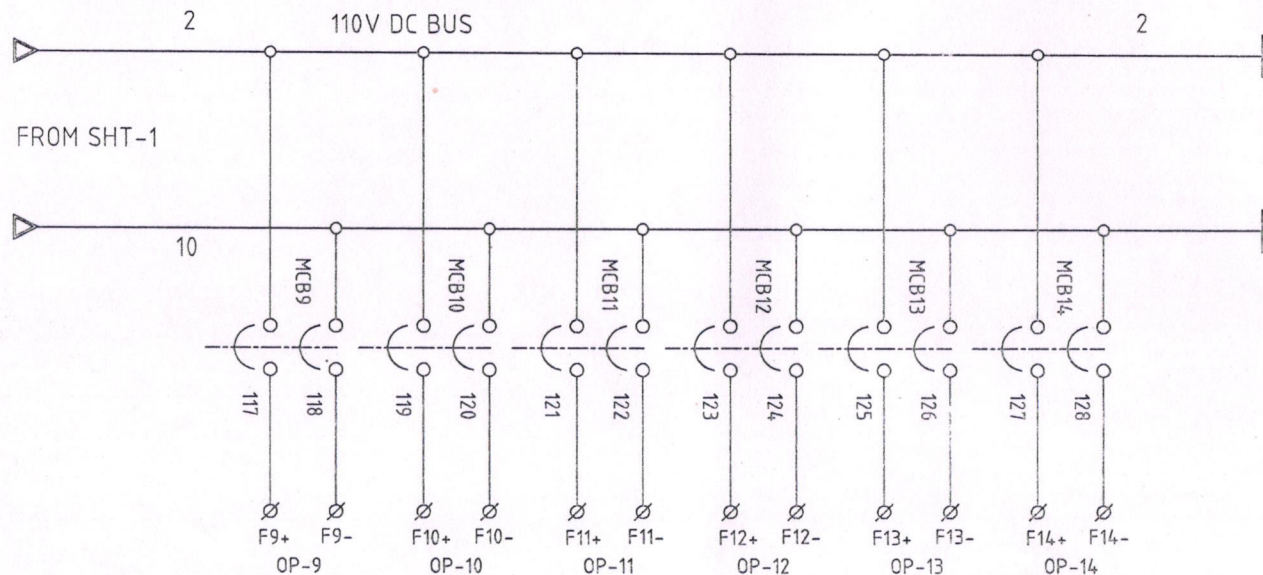 2 110V DC BUS 2
FROM SHT-1
10
MCB9 MCB10 MCB11 MCB12 MCB13 MCB14
117 118 119 120 121 122 123 124 125 126 127 128
F9+ F9- F10+ F10- F11+ F11- F12+ F12- F13+ F13- F14+ F14-
OP-9 OP-10 OP-11 OP-12 OP-13 OP-14